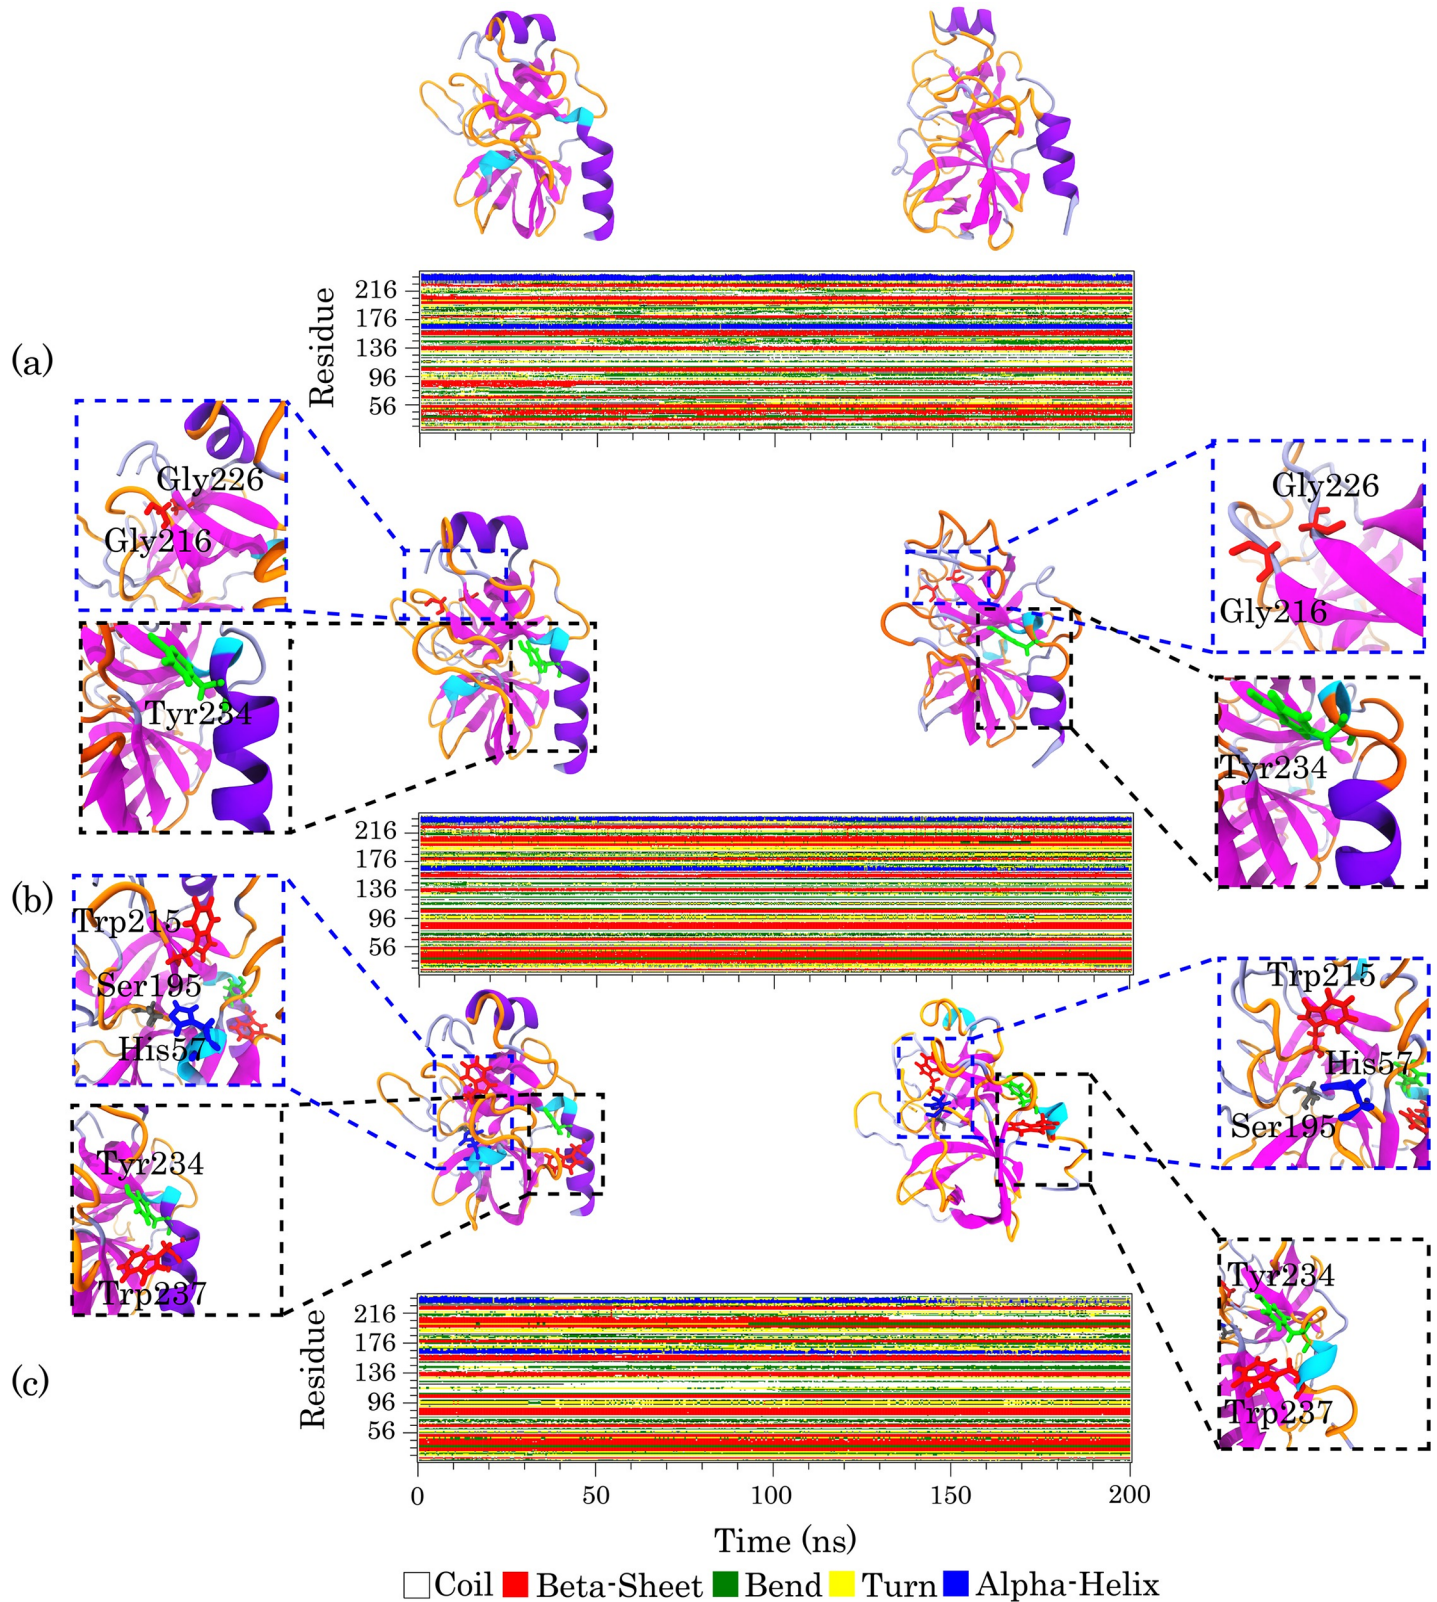 (a)
Residue
216
176
136
96
56
Gly226
Gly216
Tyr234
Gly226
Gly216
Tyr234
(b)
216
176
136
96
56
Trp215
Ser195
His57
Tyr234
Trp237
Trp215
His57
Ser195
Tyr234
Trp237
(c)
Residue
216
176
136
96
56
0 50 100 150 200
Time (ns)
Coil Beta-Sheet Bend Turn Alpha-Helix